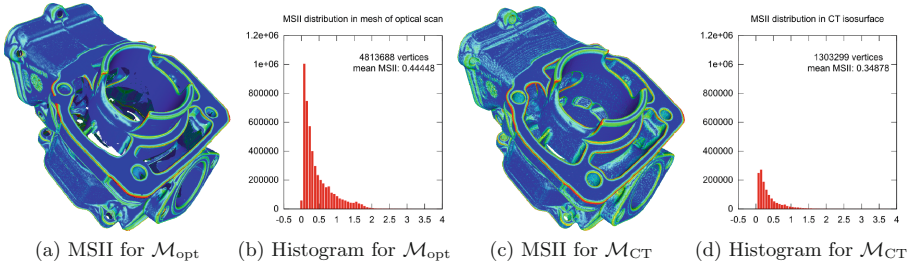 MSII distribution in mesh of optical scan
1.2e+06
1e+06
800000
600000
400000
200000
0
-0.5 0 0.5 1 1.5 2 2.5 3 3.5 4
4813688 vertices
mean MSII: 0.44448
MSII distribution in CT isosurface
1.2e+06
1e+06
800000
600000
400000
200000
0
-0.5 0 0.5 1 1.5 2 2.5 3 3.5 4
1303299 vertices
mean MSII: 0.34878
(a) MSII for 𝓜opt
(b) Histogram for 𝓜opt
(c) MSII for 𝓜CT
(d) Histogram for 𝓜CT